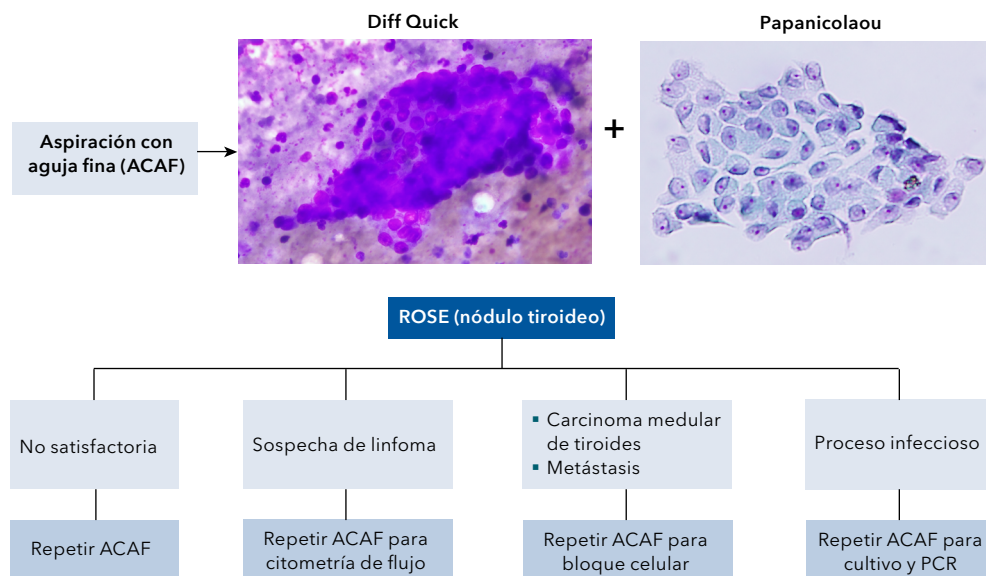 Diff Quick
Papanicolaou
Aspiración con
aguja fina (ACAF)
+
ROSE (nódulo tiroideo)
No satisfactoria
Sospecha de linfoma
▪ Carcinoma medular
de tiroides
▪ Metástasis
Proceso infeccioso
Repetir ACAF
Repetir ACAF para
citometría de flujo
Repetir ACAF para
bloque celular
Repetir ACAF para
cultivo y PCR